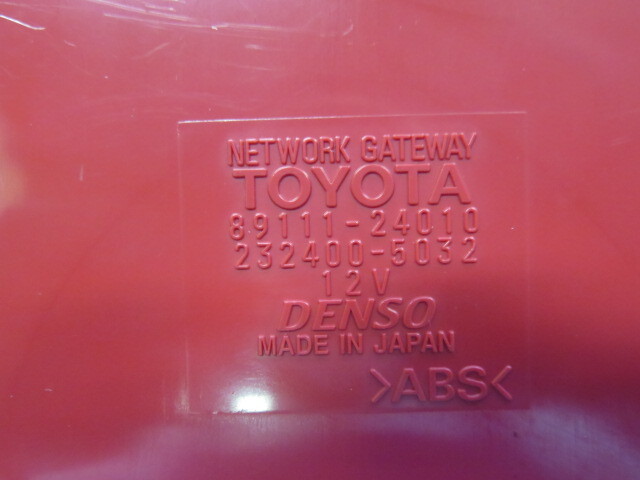 NETWORK GATEWAY
TOYOTA
89111-24010
232400-5032
12V
DENSO
MADE IN JAPAN
>ABS<